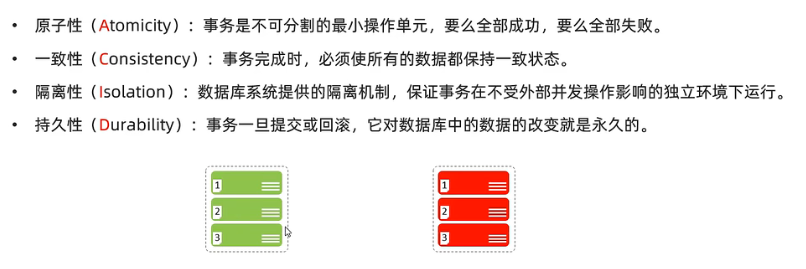 • 原子性（Atomicity）：事务是不可分割的最小操作单元，要么全部成功，要么全部失败。
• 一致性（Consistency）：事务完成时，必须使所有的数据都保持一致状态。
• 隔离性（Isolation）：数据库系统提供的隔离机制，保证事务在不受外部并发操作影响的独立环境下运行。
• 持久性（Durability）：事务一旦提交或回滚，它对数据库中的数据的改变就是永久的。
1
2
3
1
2
3